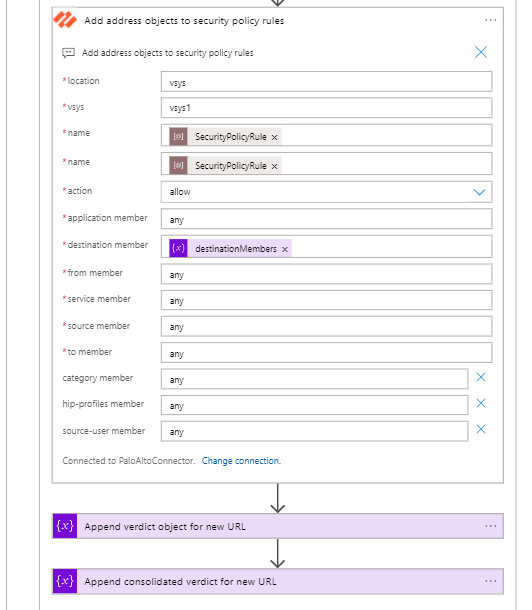 Add address objects to security policy rules ...
Add address objects to security policy rules
*location vsys
*vsys vsys1
*name [@] SecurityPolicyRule ×
*name [@] SecurityPolicyRule ×
*action allow
*application member any
*destination member {x} destinationMembers ×
*from member any
*service member any
*source member any
*to member any
category member any
hip-profiles member any
source-user member any
Connected to PaloAltoConnector. Change connection.
{x} Append verdict object for new URL ...
{x} Append consolidated verdict for new URL ...